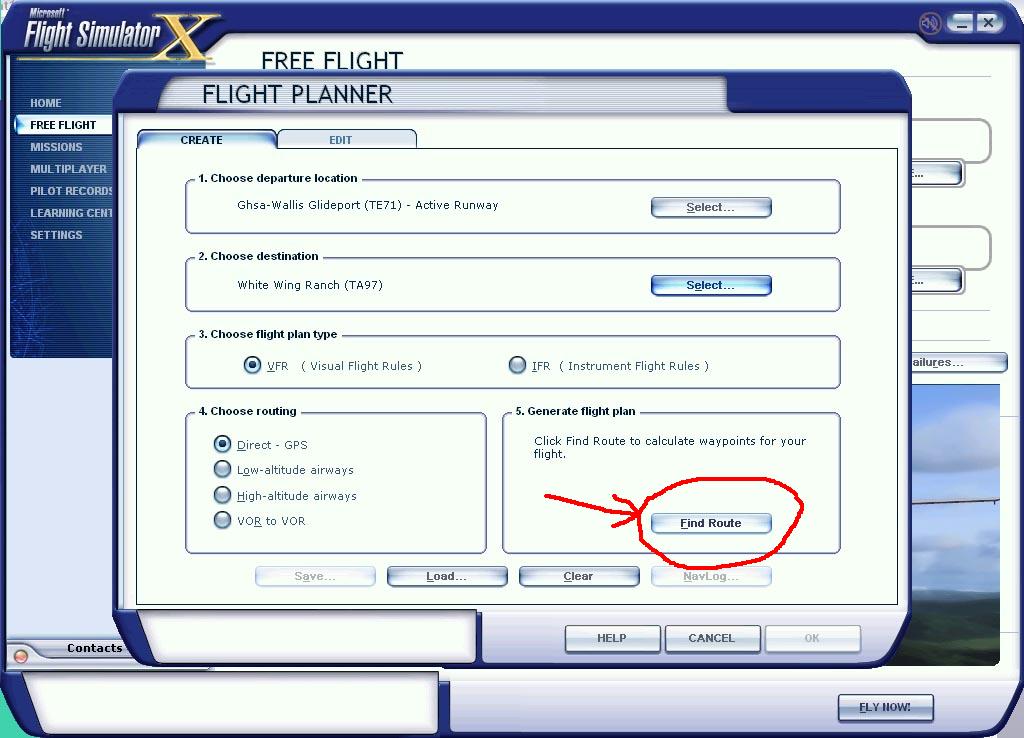 Microsoft
Flight Simulator X
FREE FLIGHT
FLIGHT PLANNER
HOME
FREE FLIGHT
MISSIONS
MULTIPLAYER
PILOT RECORDS
LEARNING CENT
SETTINGS
CREATE
EDIT
1. Choose departure location
Ghsa-Wallis Glideport (TE71) - Active Runway
Select...
2. Choose destination
White Wing Ranch (TA97)
Select...
3. Choose flight plan type
VFR ( Visual Flight Rules )
IFR ( Instrument Flight Rules )
4. Choose routing
Direct - GPS
Low-altitude airways
High-altitude airways
VOR to VOR
5. Generate flight plan
Click Find Route to calculate waypoints for your
flight.
Find Route
Save...
Load...
Clear
NavLog...
HELP
CANCEL
OK
E...
E...
ailures...
Contacts
FLY NOW!